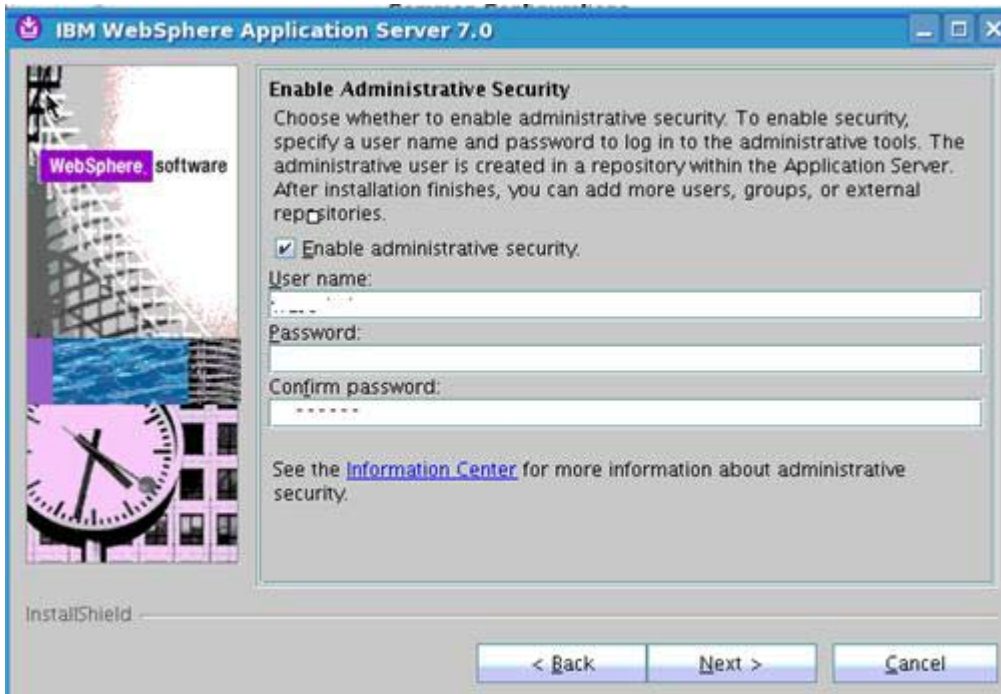 IBM WebSphere Application Server 7.0
WebSphere. software
Enable Administrative Security
Choose whether to enable administrative security. To enable security,
specify a user name and password to log in to the administrative tools. The
administrative user is created in a repository within the Application Server.
After installation finishes, you can add more users, groups, or external
repositories.
Enable administrative security.
User name:
Password:
Confirm password:
See the Information Center for more information about administrative
security.
InstallShield
< Back
Next >
Cancel